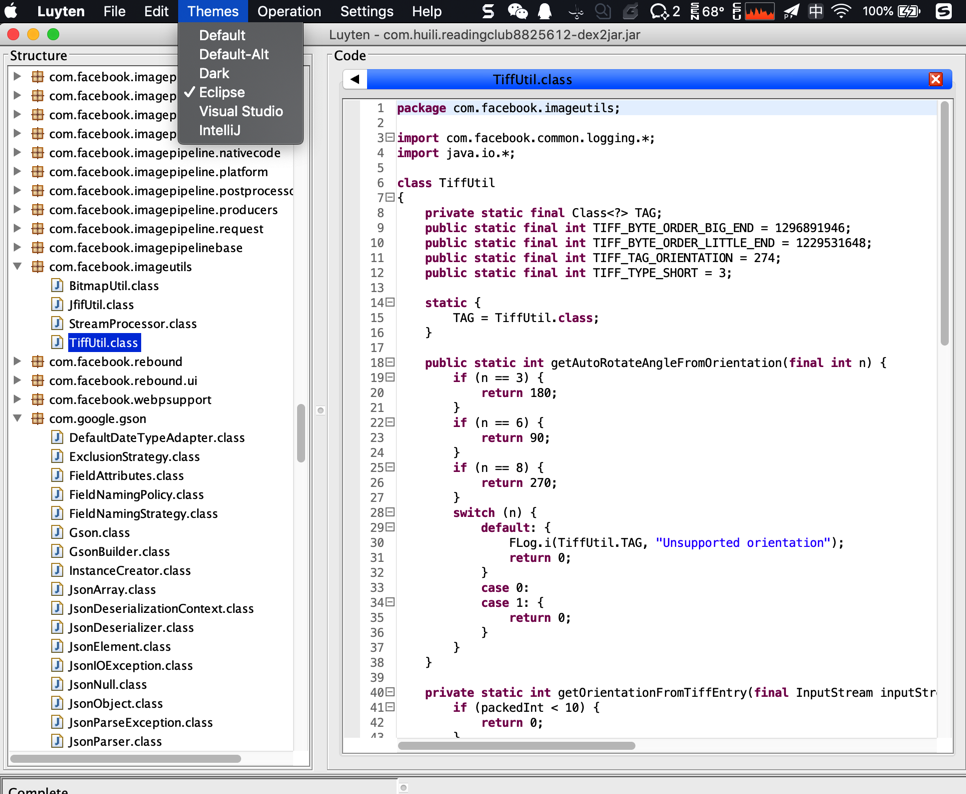 Luyten File Edit Themes Operation Settings Help 2 68° 中 100%
Default
Default-Alt
Dark
✓ Eclipse
Visual Studio
IntelliJ
Luyten - com.huili.readingclub8825612-dex2jar.jar
Structure
com.facebook.imagep
com.facebook.imagep
com.facebook.imagep
com.facebook.imagep
com.facebook.imagepipeline.nativecode
com.facebook.imagepipeline.platform
com.facebook.imagepipeline.postprocesso
com.facebook.imagepipeline.producers
com.facebook.imagepipeline.request
com.facebook.imagepipelinebase
com.facebook.imageutils
BitmapUtil.class
JfifUtil.class
StreamProcessor.class
TiffUtil.class
com.facebook.rebound
com.facebook.rebound.ui
com.facebook.webpsupport
com.google.gson
DefaultDateTypeAdapter.class
ExclusionStrategy.class
FieldAttributes.class
FieldNamingPolicy.class
FieldNamingStrategy.class
Gson.class
GsonBuilder.class
InstanceCreator.class
JsonArray.class
JsonDeserializationContext.class
JsonDeserializer.class
JsonElement.class
JsonIOException.class
JsonNull.class
JsonObject.class
JsonParseException.class
JsonParser.class
Code
TiffUtil.class
1 package com.facebook.imageutils;
2
3 import com.facebook.common.logging.*;
4 import java.io.*;
5
6 class TiffUtil
7 {
8 private static final Class<?> TAG;
9 public static final int TIFF_BYTE_ORDER_BIG_END = 1296891946;
10 public static final int TIFF_BYTE_ORDER_LITTLE_END = 1229531648;
11 public static final int TIFF_TAG_ORIENTATION = 274;
12 public static final int TIFF_TYPE_SHORT = 3;
13
14 static {
15 TAG = TiffUtil.class;
16 }
17
18 public static int getAutoRotateAngleFromOrientation(final int n) {
19 if (n == 3) {
20 return 180;
21 }
22 if (n == 6) {
23 return 90;
24 }
25 if (n == 8) {
26 return 270;
27 }
28 switch (n) {
29 default: {
30 FLog.i(TiffUtil.TAG, "Unsupported orientation");
31 return 0;
32 }
33 case 0:
34 case 1: {
35 return 0;
36 }
37 }
38 }
39
40 private static int getOrientationFromTiffEntry(final InputStream inputStr
41 if (packedInt < 10) {
42 return 0;
43 }
Complete